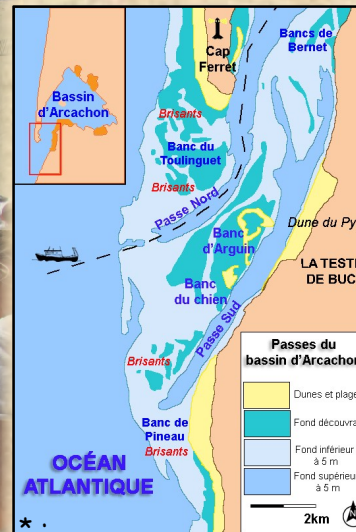 Bassin
d'Arcachon
Cap
Ferret
Bancs de
Bernet
Brisants
Banc du
Toulinguet
Brisants
Passe Nord
Banc
d'Arguin
Dune du Py
LA TESTE
DE BUC
Banc
du chien
Passe Sud
Brisants
Banc de
Pineau
Brisants
OCÉAN
ATLANTIQUE
Passes du
bassin d'Arcachon
Dunes et plage
Fond découvra
Fond inférieur
à 5 m
Fond supérieu
à 5 m
2km
N